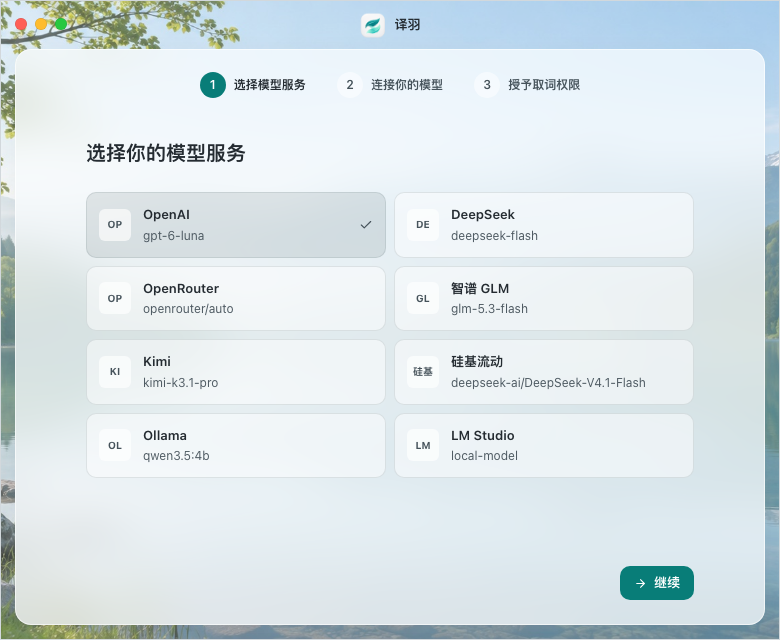 译羽
1 选择模型服务 2 连接你的模型 3 授予取词权限
选择你的模型服务
OP OpenAI
gpt-6-luna
DE DeepSeek
deepseek-flash
OP OpenRouter
openrouter/auto
GL 智谱 GLM
glm-5.3-flash
KI Kimi
kimi-k3.1-pro
硅基 硅基流动
deepseek-ai/DeepSeek-V4.1-Flash
OL Ollama
qwen3.5:4b
LM LM Studio
local-model
继续